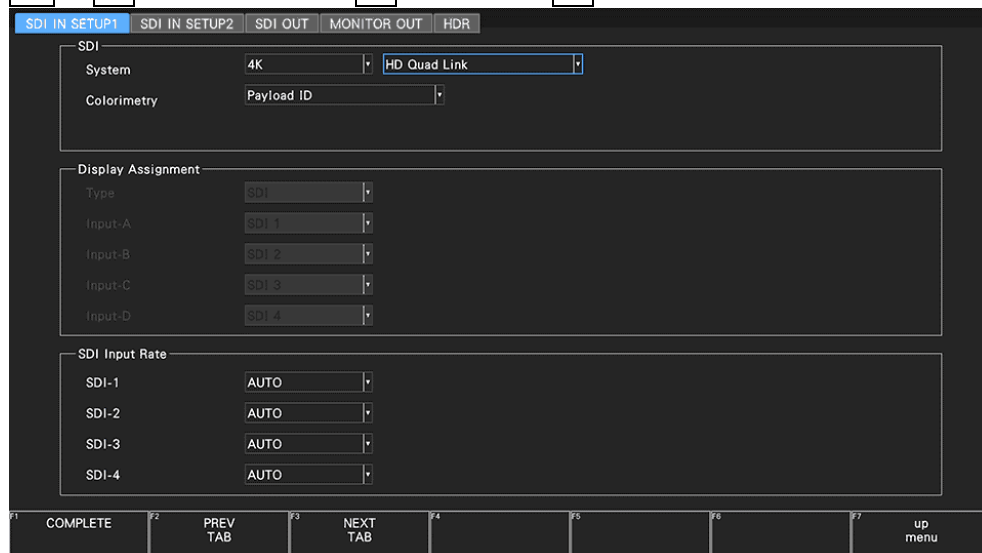 SDI IN SETUP1 SDI IN SETUP2 SDI OUT MONITOR OUT HDR
SDI
System 4K HD Quad Link
Colorimetry Payload ID
Display Assignment
Type SDI
Input-A SDI 1
Input-B SDI 2
Input-C SDI 3
Input-D SDI 4
SDI Input Rate
SDI-1 AUTO
SDI-2 AUTO
SDI-3 AUTO
SDI-4 AUTO
F1 COMPLETE F2 PREV TAB F3 NEXT TAB F4 F5 F6 F7 up menu